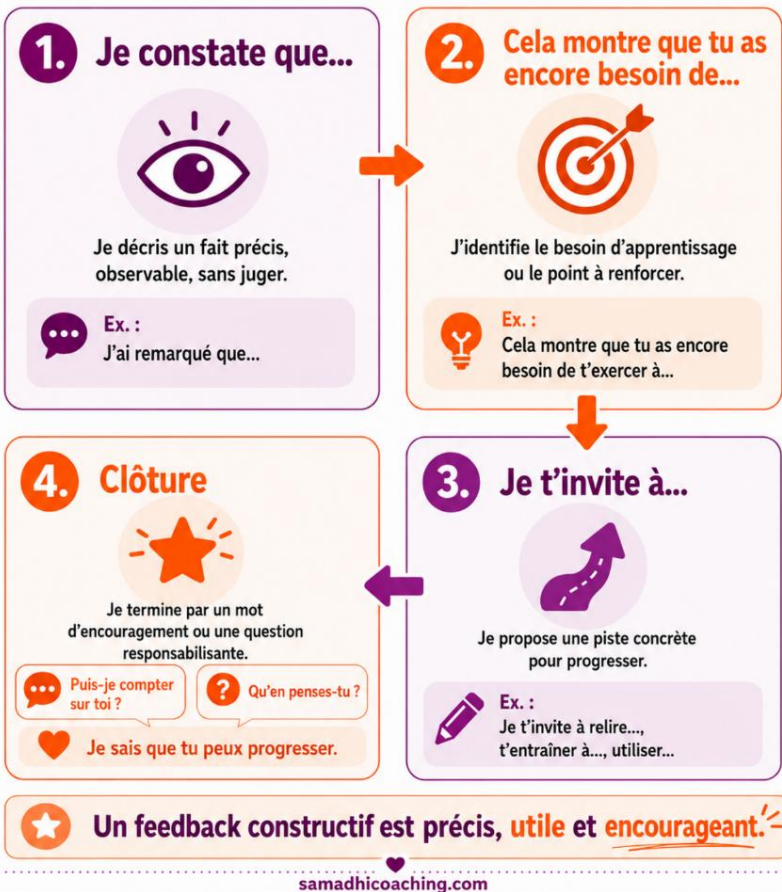 1. Je constate que...
Je décris un fait précis,
observable, sans juger.
Ex. :
J'ai remarqué que...
2. Cela montre que tu as
encore besoin de...
J'identifie le besoin d'apprentissage
ou le point à renforcer.
Ex. :
Cela montre que tu as encore
besoin de t'exercer à...
3. Je t'invite à...
Je propose une piste concrète
pour progresser.
Ex. :
Je t'invite à relire...,
t'entraîner à..., utiliser...
4. Clôture
Je termine par un mot
d'encouragement ou une question
responsabilisante.
Puis-je compter
sur toi ?
Qu'en penses-tu ?
Je sais que tu peux progresser.
Un feedback constructif est précis, utile et encourageant.
samadhicoaching.com